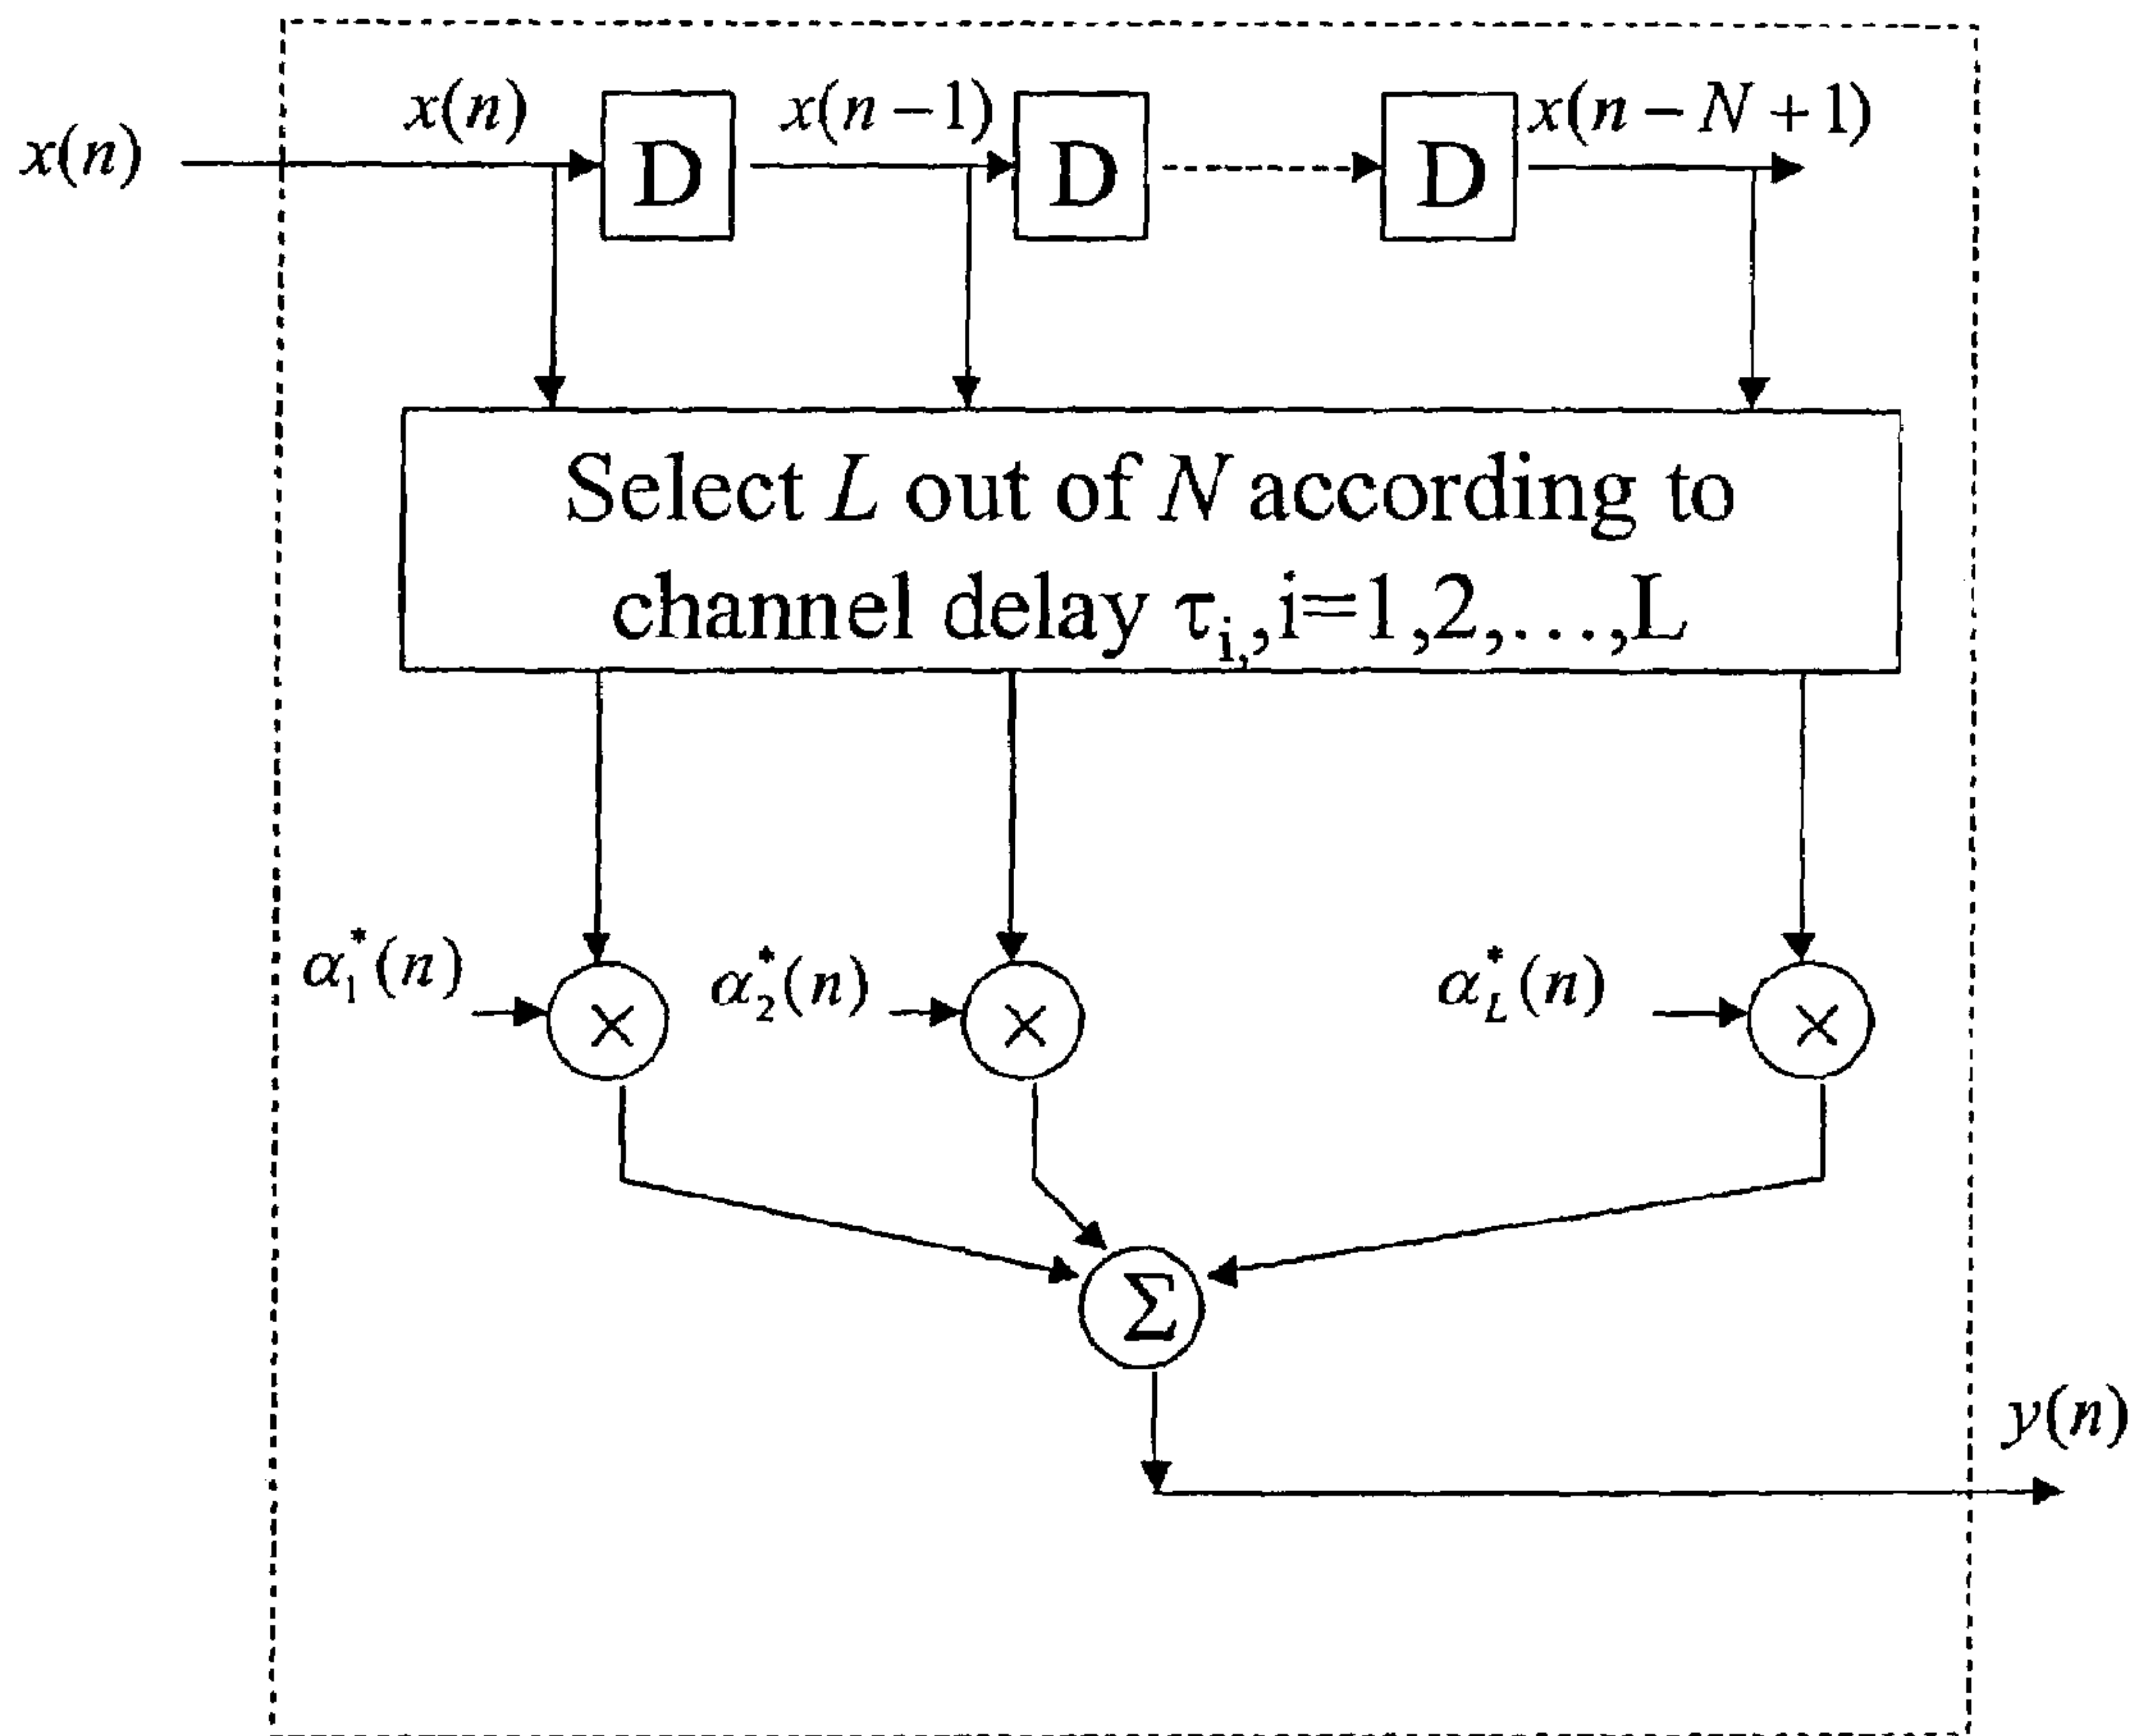 x(n)
x(n)
x(n−1)
x(n−N+1)
D
D
D
Select L out of N according to
channel delay τi,,i=1,2,...,L
α1*(n)
α2*(n)
αL*(n)
×
×
×
Σ
y(n)